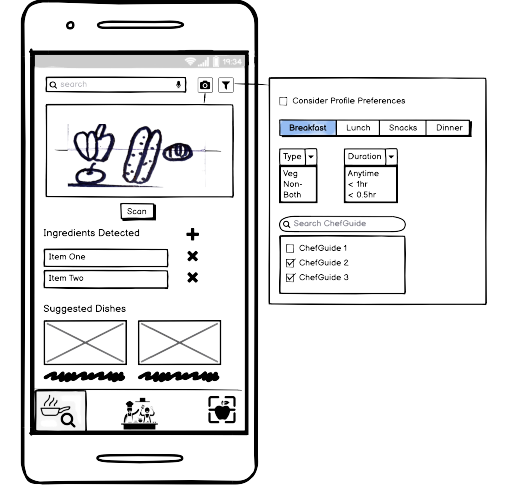 19:34
search
Scan
Ingredients Detected
Item One
Item Two
Suggested Dishes
Consider Profile Preferences
Breakfast Lunch Snacks Dinner
Type Duration
Veg
Non-
Both
Anytime
< 1hr
< 0.5hr
Search ChefGuide
ChefGuide 1
ChefGuide 2
ChefGuide 3